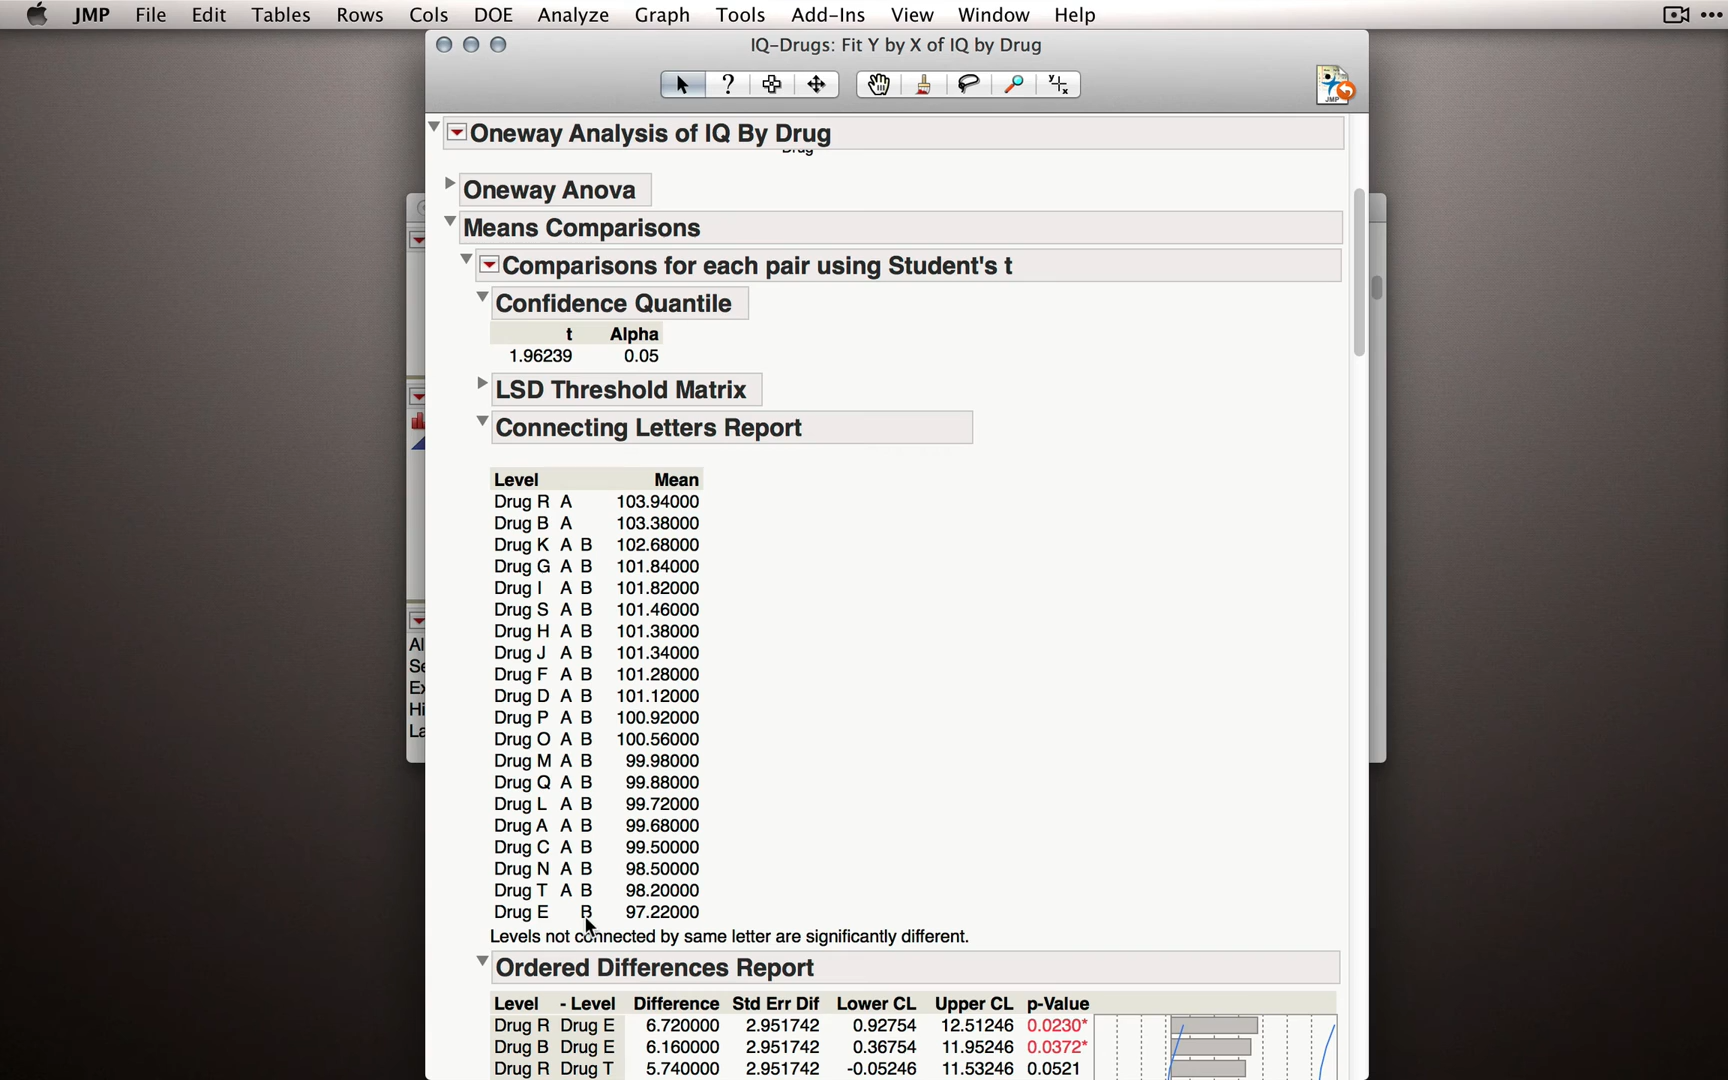 JMP File Edit Tables Rows Cols DOE Analyze Graph Tools Add-Ins View Window Help
IQ-Drugs: Fit Y by X of IQ by Drug
JMP
Oneway Analysis of IQ By Drug
Drug
Oneway Anova
Means Comparisons
Comparisons for each pair using Student's t
Confidence Quantile
t Alpha
1.96239 0.05
LSD Threshold Matrix
Connecting Letters Report
Level Mean
Drug R A 103.94000
Drug B A 103.38000
Drug K A B 102.68000
Drug G A B 101.84000
Drug I A B 101.82000
Drug S A B 101.46000
Drug H A B 101.38000
Drug J A B 101.34000
Drug F A B 101.28000
Drug D A B 101.12000
Drug P A B 100.92000
Drug O A B 100.56000
Drug M A B 99.98000
Drug Q A B 99.88000
Drug L A B 99.72000
Drug A A B 99.68000
Drug C A B 99.50000
Drug N A B 98.50000
Drug T A B 98.20000
Drug E B 97.22000
Levels not connected by same letter are significantly different.
Ordered Differences Report
Level - Level Difference Std Err Dif Lower CL Upper CL p-Value
Drug R Drug E 6.720000 2.951742 0.92754 12.51246 0.0230*
Drug B Drug E 6.160000 2.951742 0.36754 11.95246 0.0372*
Drug R Drug T 5.740000 2.951742 -0.05246 11.53246 0.0521
Al
Se
Ex
Hi
La